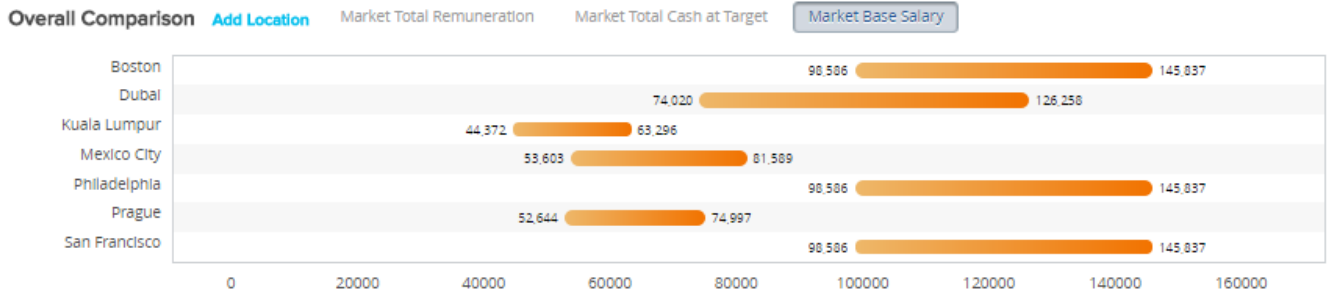 Overall Comparison Add Location Market Total Remuneration Market Total Cash at Target Market Base Salary
Boston 98,586 145,837
Dubai 74,020 126,258
Kuala Lumpur 44,372 63,296
Mexico City 53,603 81,589
Philadelphia 98,586 145,837
Prague 52,644 74,997
San Francisco 98,586 145,837
0 20000 40000 60000 80000 100000 120000 140000 160000